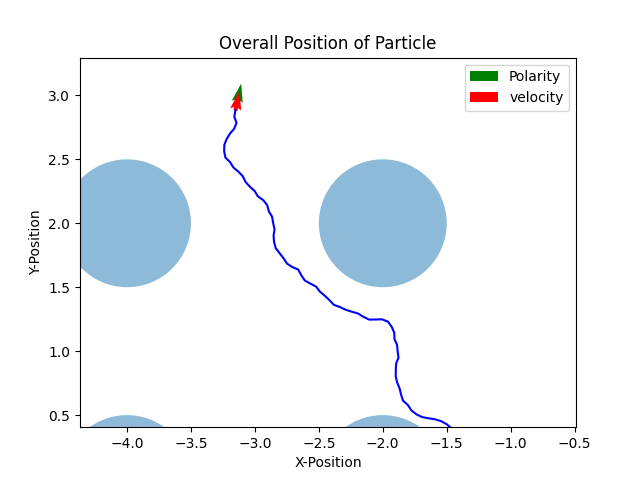 Overall Position of Particle
Polarity
velocity
3.0
2.5
2.0
1.5
1.0
0.5
Y-Position
−4.0 −3.5 −3.0 −2.5 −2.0 −1.5 −1.0 −0.5
X-Position